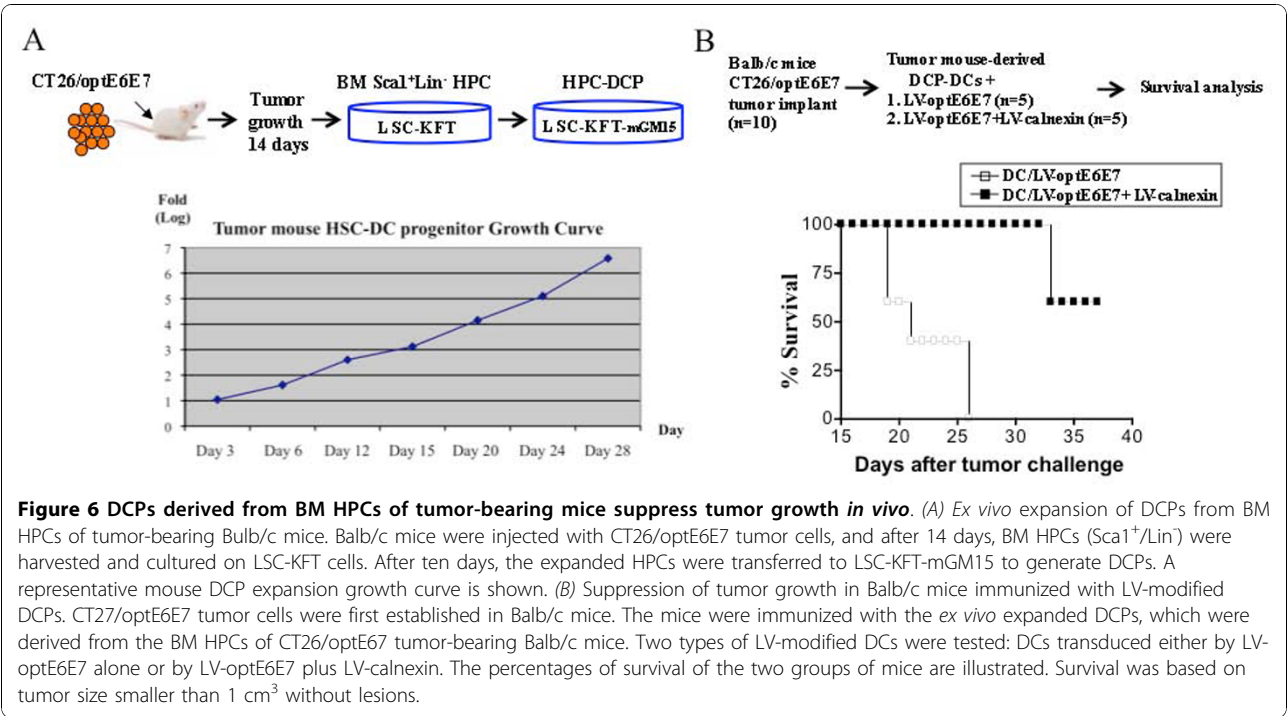 A
CT26/optE6E7
Tumor
growth
14 days
BM Sca1⁺Lin⁻ HPC
LSC-KFT
HPC-DCP
LSC-KFT-mGM15
Fold
(Log)
Tumor mouse HSC-DC progenitor Growth Curve
7
6
5
4
3
2
1
0
Day 3 Day 6 Day 12 Day 15 Day 20 Day 24 Day 28
Day
B
Balb/c mice
CT26/optE6E7
tumor implant
(n=10)
Tumor mouse-derived
DCP-DCs +
1. LV-optE6E7 (n=5)
2. LV-optE6E7+LV-calnexin (n=5)
Survival analysis
DC/LV-optE6E7
DC/LV-optE6E7+ LV-calnexin
% Survival
100
75
50
25
0
15 20 25 30 35 40
Days after tumor challenge
Figure 6 DCPs derived from BM HPCs of tumor-bearing mice suppress tumor growth in vivo. (A) Ex vivo expansion of DCPs from BM
HPCs of tumor-bearing Bulb/c mice. Balb/c mice were injected with CT26/optE6E7 tumor cells, and after 14 days, BM HPCs (Sca1⁺/Lin⁻) were
harvested and cultured on LSC-KFT cells. After ten days, the expanded HPCs were transferred to LSC-KFT-mGM15 to generate DCPs. A
representative mouse DCP expansion growth curve is shown. (B) Suppression of tumor growth in Balb/c mice immunized with LV-modified
DCPs. CT27/optE6E7 tumor cells were first established in Balb/c mice. The mice were immunized with the ex vivo expanded DCPs, which were
derived from the BM HPCs of CT26/optE67 tumor-bearing Balb/c mice. Two types of LV-modified DCs were tested: DCs transduced either by LV-
optE6E7 alone or by LV-optE6E7 plus LV-calnexin. The percentages of survival of the two groups of mice are illustrated. Survival was based on
tumor size smaller than 1 cm³ without lesions.